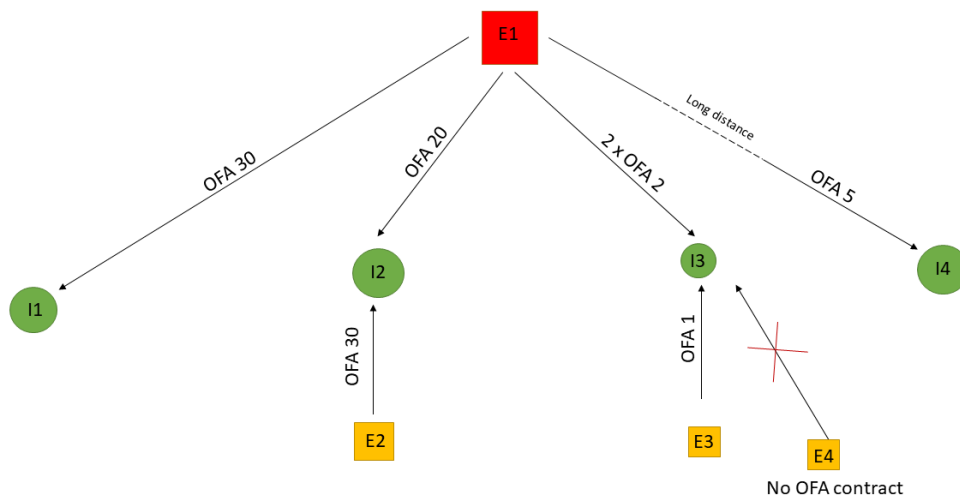 E1
Long distance
OFA 30
OFA 20
2 x OFA 2
OFA 5
I1
I2
I3
I4
OFA 30
OFA 1
E2
E3
E4
No OFA contract